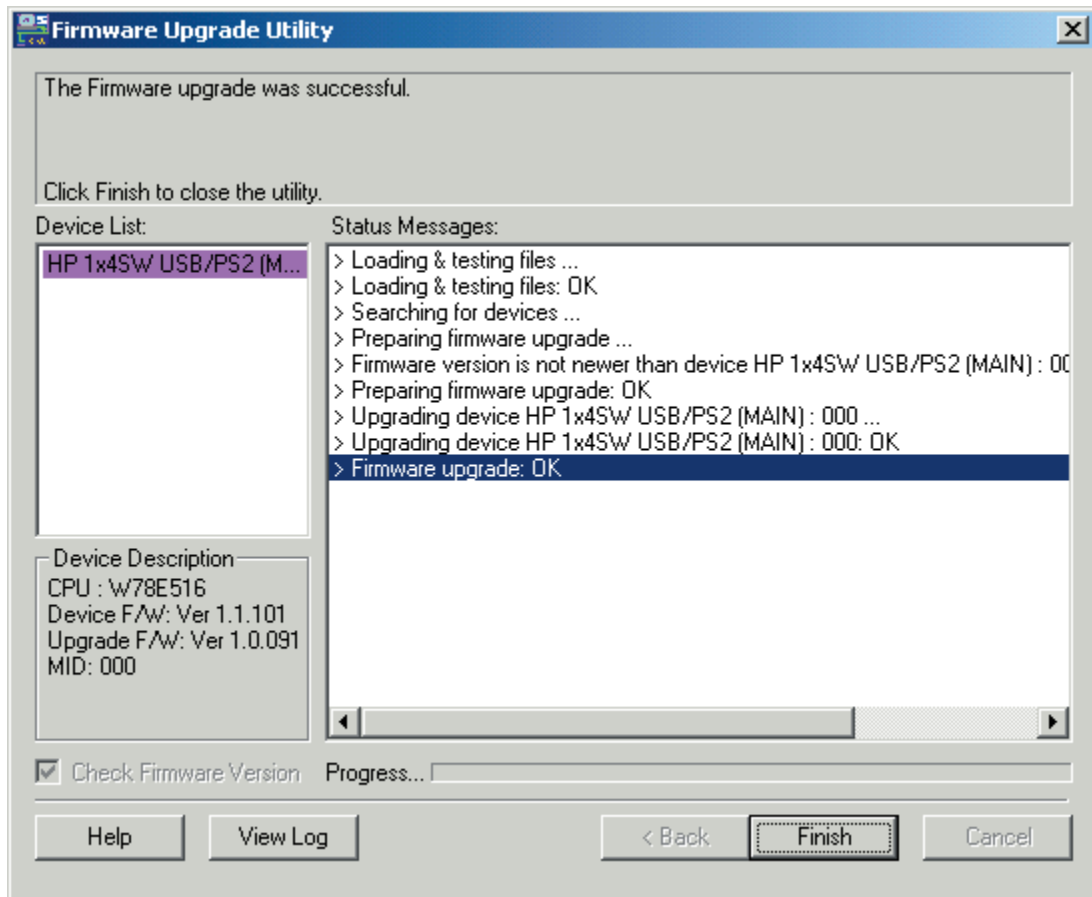 Firmware Upgrade Utility
The Firmware upgrade was successful.
Click Finish to close the utility.
Device List:
HP 1x4SW USB/PS2 (M...
Status Messages:
> Loading & testing files ...
> Loading & testing files: OK
> Searching for devices ...
> Preparing firmware upgrade ...
> Firmware version is not newer than device HP 1x4SW USB/PS2 (MAIN) : 00
> Preparing firmware upgrade: OK
> Upgrading device HP 1x4SW USB/PS2 (MAIN) : 000 ...
> Upgrading device HP 1x4SW USB/PS2 (MAIN) : 000: OK
> Firmware upgrade: OK
Device Description
CPU : W78E516
Device F/W: Ver 1.1.101
Upgrade F/W: Ver 1.0.091
MID: 000
Check Firmware Version
Progress...
Help
View Log
< Back
Finish
Cancel